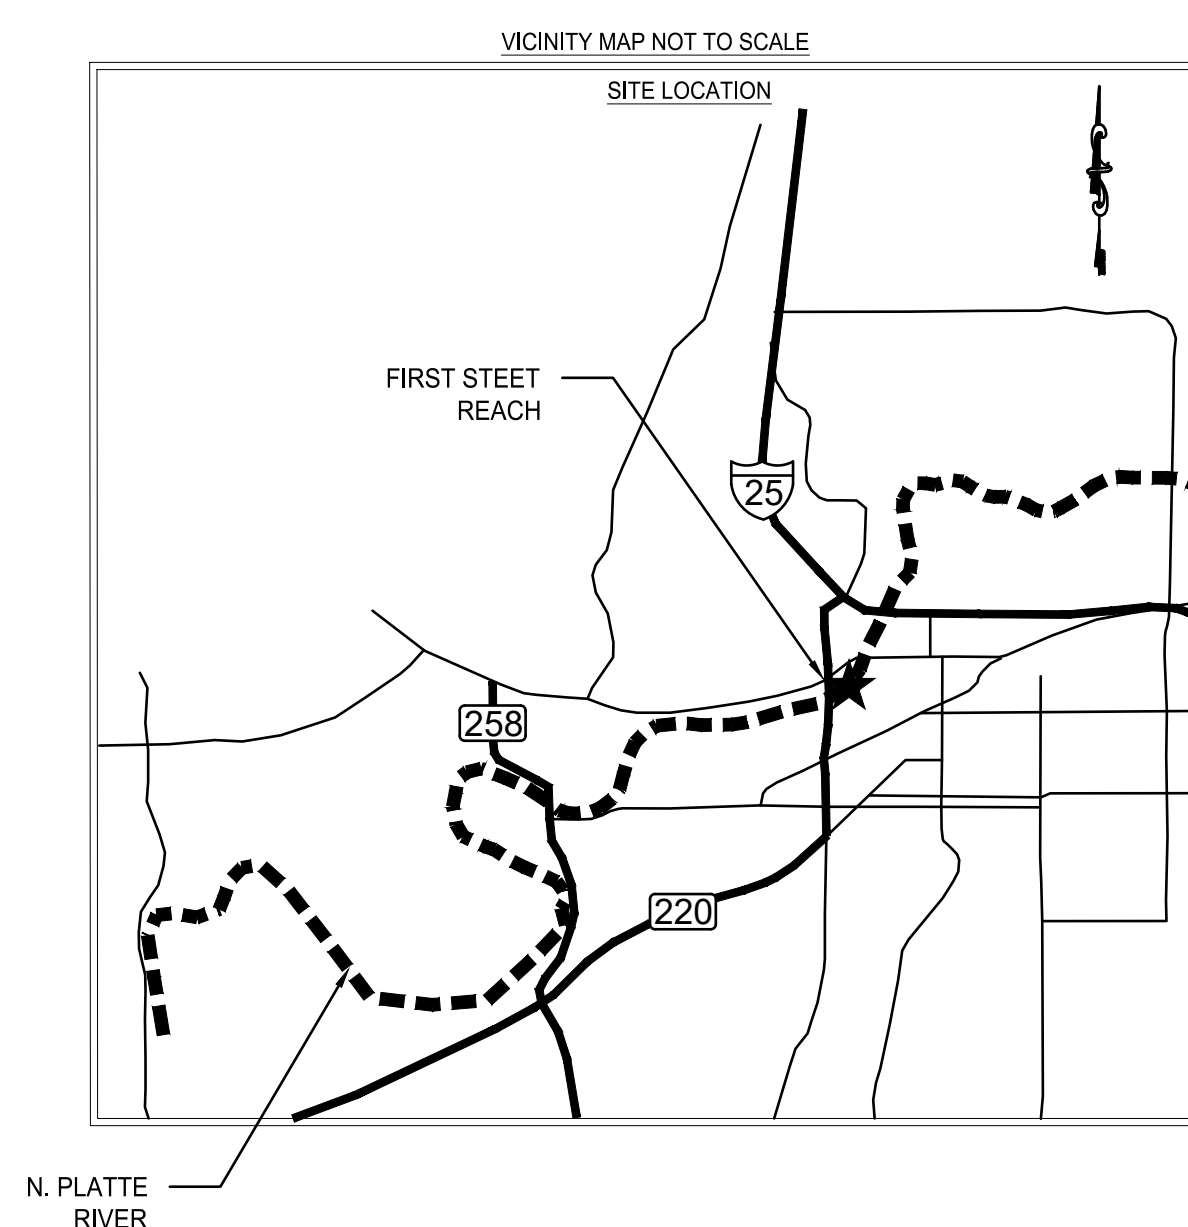 VICINITY MAP NOT TO SCALE
SITE LOCATION
FIRST STEET
REACH
25
258
220
N. PLATTE
RIVER